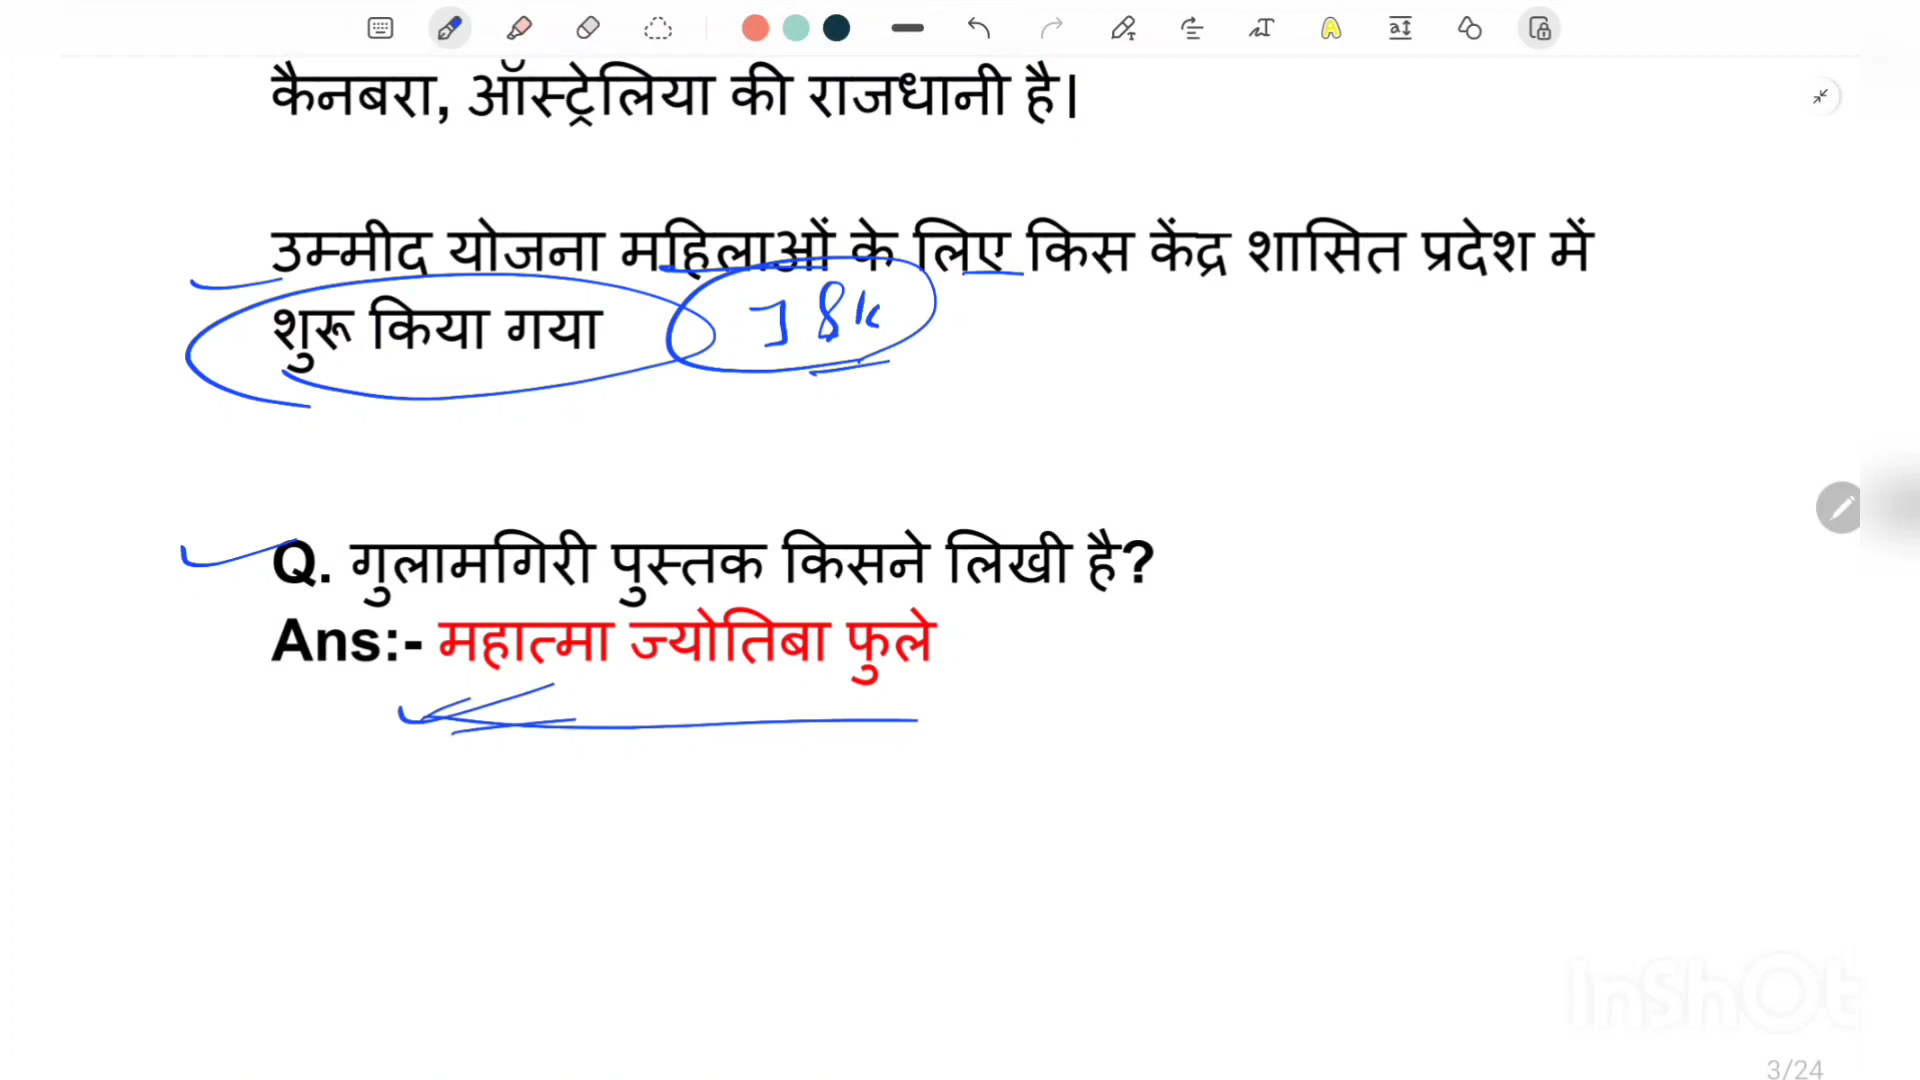 कैनबरा, ऑस्ट्रेलिया की राजधानी है।
उम्मीद योजना महिलाओं के लिए किस केंद्र शासित प्रदेश में
शुरू किया गया J&K
Q. गुलामगिरी पुस्तक किसने लिखी है?
Ans:- महात्मा ज्योतिबा फुले
InShOt
3/24